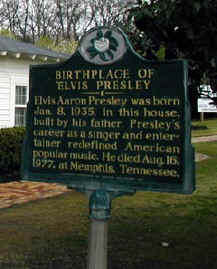 BIRTHPLACE OF
ELVIS PRESLEY
Elvis Aaron Presley was born
Jan. 8, 1935, in this house,
built by his father. Presley's
career as a singer and enter-
tainer redefined American
popular music. He died Aug. 16,
1977, at Memphis, Tennessee.